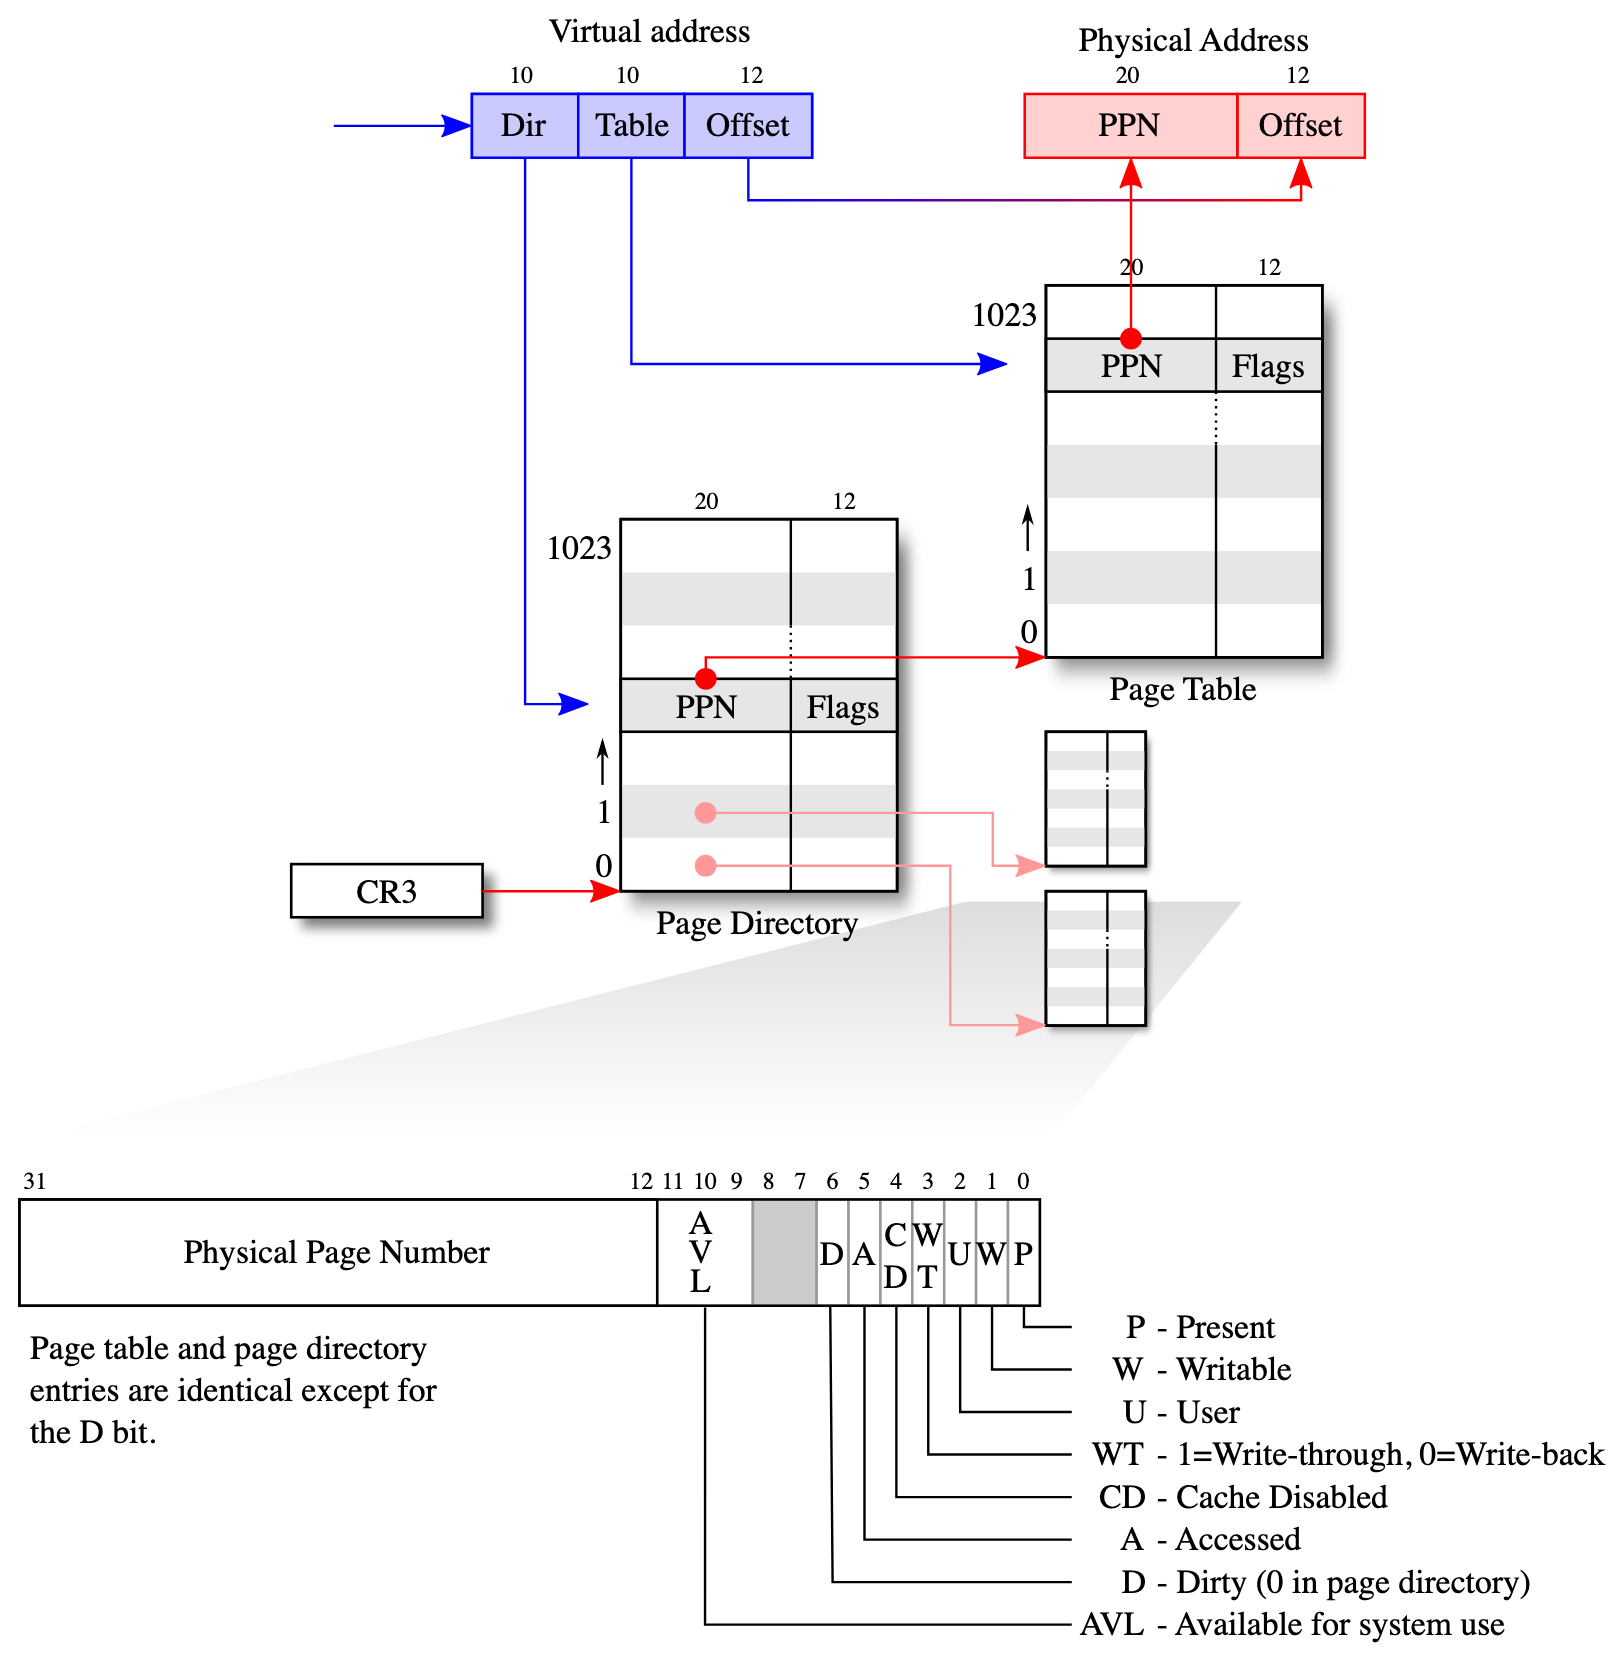 Virtual address
10 10 12
Dir Table Offset
Physical Address
20 12
PPN Offset
20 12
1023
PPN Flags
1
0
Page Table
20 12
1023
PPN Flags
1
0
Page Directory
CR3
31 12 11 10 9 8 7 6 5 4 3 2 1 0
Physical Page Number
A
V
L
D
A
C
D
W
T
U
W
P
Page table and page directory
entries are identical except for
the D bit.
P - Present
W - Writable
U - User
WT - 1=Write-through, 0=Write-back
CD - Cache Disabled
A - Accessed
D - Dirty (0 in page directory)
AVL - Available for system use